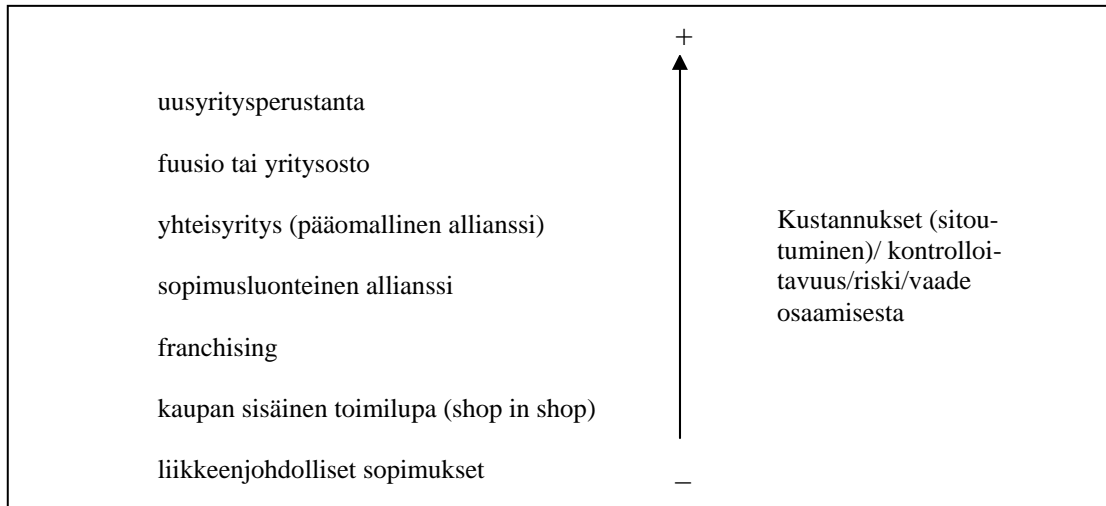 +
uusyritysperustanta
fuusio tai yritysosto
yhteisyritys (pääomallinen allianssi)
sopimusluonteinen allianssi
franchising
kaupan sisäinen toimilupa (shop in shop)
liikkeenjohdolliset sopimukset
Kustannukset (sitou-
tuminen)/ kontrolloi-
tavuus/riski/vaade
osaamisesta
–